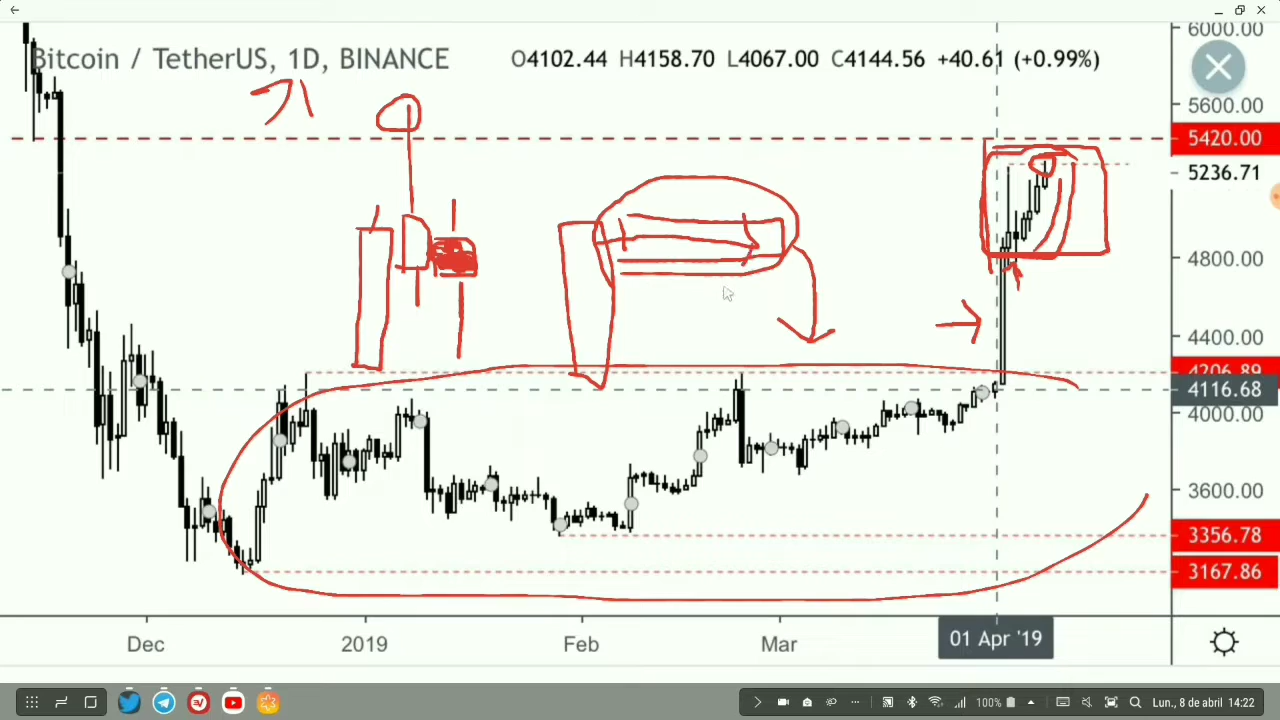 Bitcoin / TetherUS, 1D, BINANCE
O4102.44 H4158.70 L4067.00 C4144.56 +40.61 (+0.99%)
6000.00
5600.00
5420.00
5236.71
4800.00
4400.00
4206.89
4116.68
4000.00
3600.00
3356.78
3167.86
Dec
2019
Feb
Mar
01 Apr '19
100%
Lun., 8 de abril
14:22